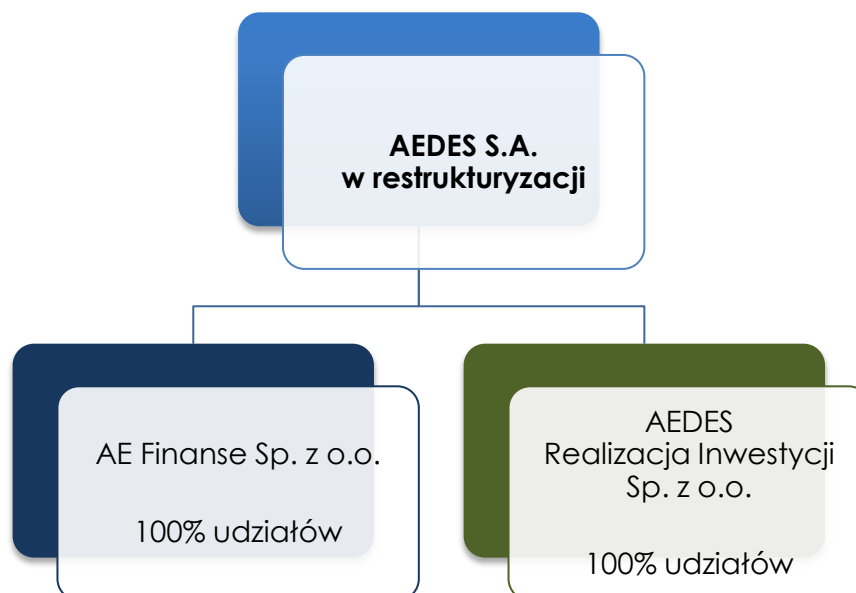 AEDES S.A.
w restrukturyzacji
AE Finanse Sp. z o.o.
100% udziałów
AEDES
Realizacja Inwestycji
Sp. z o.o.
100% udziałów